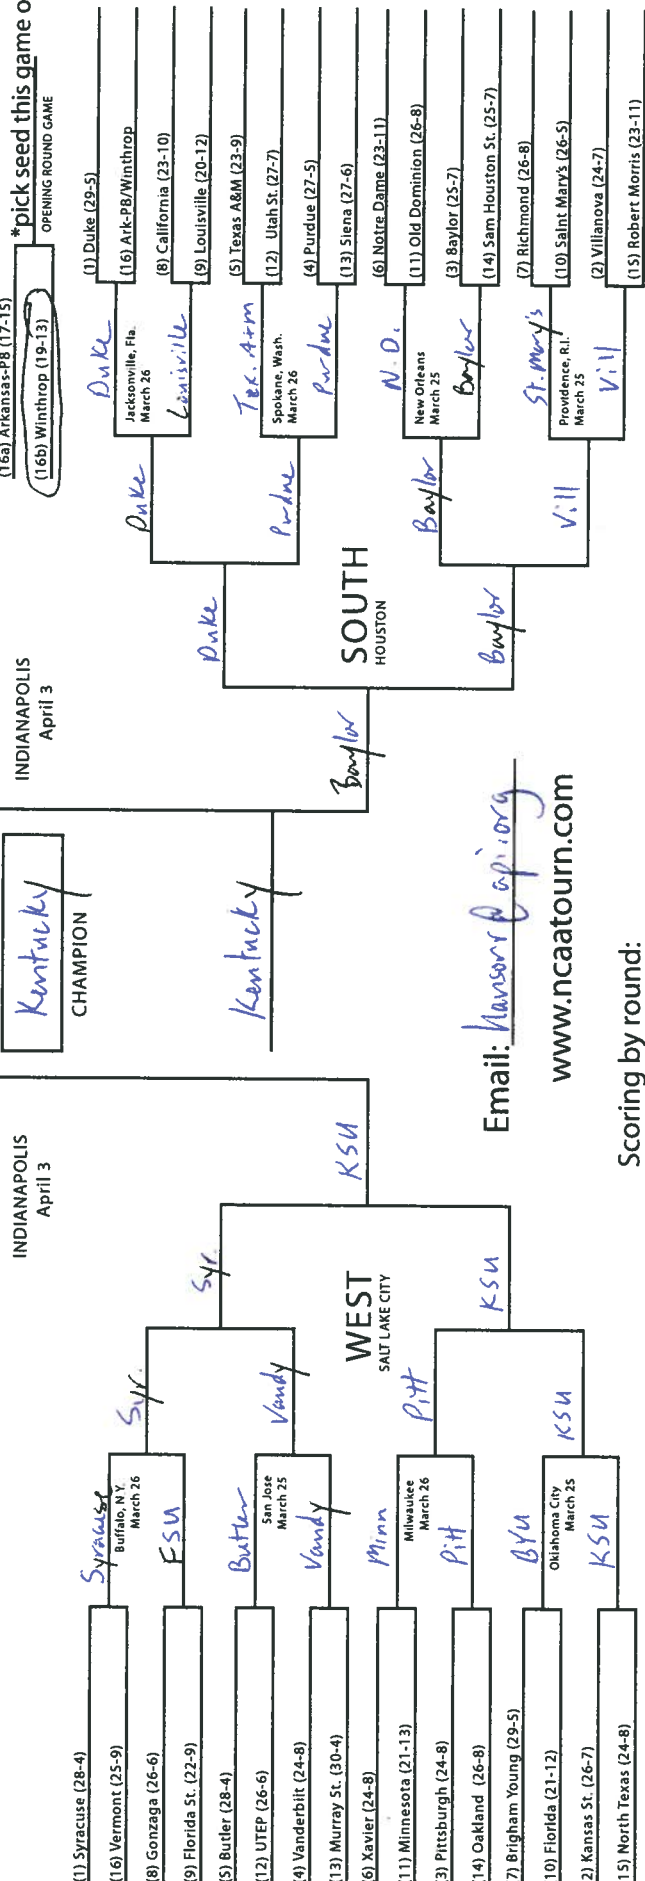 (1) Syracuse (28-4)
(16) Vermont (25-9)
(8) Gonzaga (26-6)
(9) Florida St. (22-9)
(5) Butler (28-4)
(12) UTEP (26-6)
(4) Vanderbilt (24-8)
(13) Murray St. (30-4)
(6) Xavier (24-8)
(11) Minnesota (21-13)
(3) Pittsburgh (24-8)
(14) Oakland (26-8)
(7) Brigham Young (29-5)
(10) Florida (21-12)
(2) Kansas St. (26-7)
(15) North Texas (24-8)
Syracuse
Buffalo, N.Y.
March 26
FSU
Butler
San Jose
March 25
Vandy
Minn
Milwaukee
March 26
Pitt
BYU
Oklahoma City
March 25
KSU
Syr.
Vandy
Pitt
KSU
Syr.
WEST
SALT LAKE CITY
KSU
INDIANAPOLIS
April 3
KSU
Kentucky
CHAMPION
Kentucky
Email: hansonr@api.org
www.ncaatourn.com
Scoring by round:
INDIANAPOLIS
April 3
Baylor
Duke
SOUTH
HOUSTON
Baylor
Duke
Purdue
Baylor
Vill
(16a) Arkansas-PB (17-15)
(16b) Winthrop (19-13)
Duke
Jacksonville, Fla.
March 26
Louisville
Tex. A+m
Spokane, Wash.
March 26
Purdue
N.D.
New Orleans
March 25
Baylor
St. Mary's
Providence, R.I.
March 25
Vill
*pick seed this game o
OPENING ROUND GAME
(1) Duke (29-5)
(16) Ark-PB/Winthrop
(8) California (23-10)
(9) Louisville (20-12)
(5) Texas A&M (23-9)
(12) Utah St. (27-7)
(4) Purdue (27-5)
(13) Siena (27-6)
(6) Notre Dame (23-11)
(11) Old Dominion (26-8)
(3) Baylor (25-7)
(14) Sam Houston St. (25-7)
(7) Richmond (26-8)
(10) Saint Mary's (26-5)
(2) Villanova (24-7)
(15) Robert Morris (23-11)